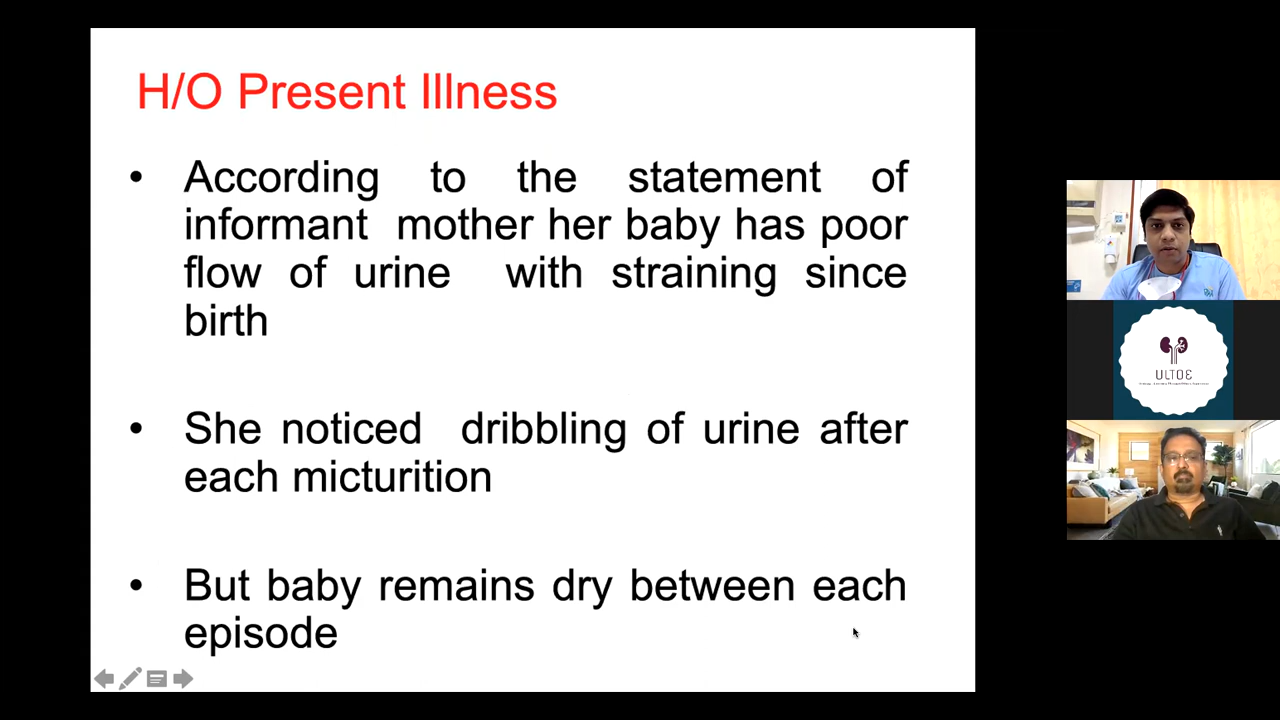 H/O Present Illness
• According to the statement of
informant mother her baby has poor
flow of urine with straining since
birth
• She noticed dribbling of urine after
each micturition
• But baby remains dry between each
episode
ULTOE